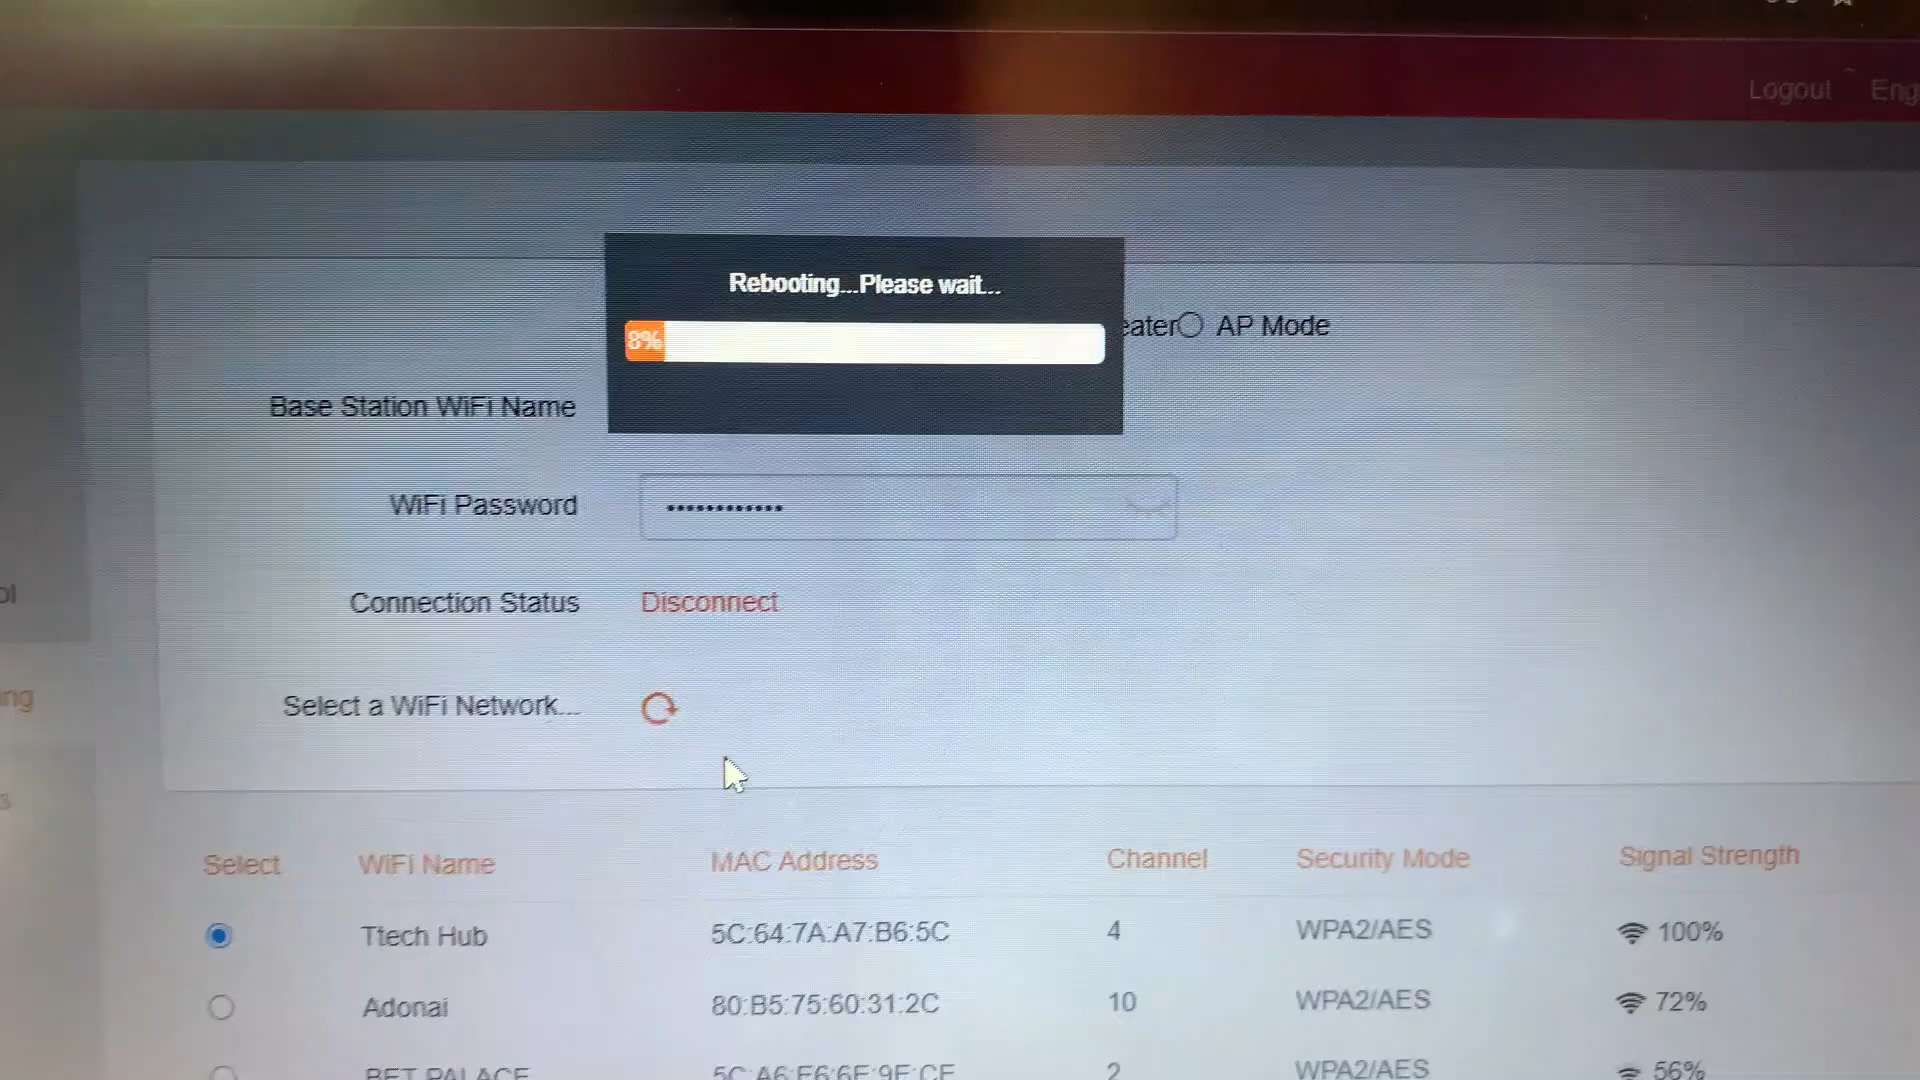 Logout Eng
Rebooting...Please wait...
8%
eater AP Mode
Base Station WiFi Name
WiFi Password ••••••••••••
Connection Status Disconnect
Select a WiFi Network...
ol
ing
s
Select WiFi Name MAC Address Channel Security Mode Signal Strength
Ttech Hub 5C:64:7A:A7:B6:5C 4 WPA2/AES 100%
Adonai 80:B5:75:60:31:2C 10 WPA2/AES 72%
BET PALACE 5C:A6:E6:6E:9E:CE 2 WPA2/AES 56%